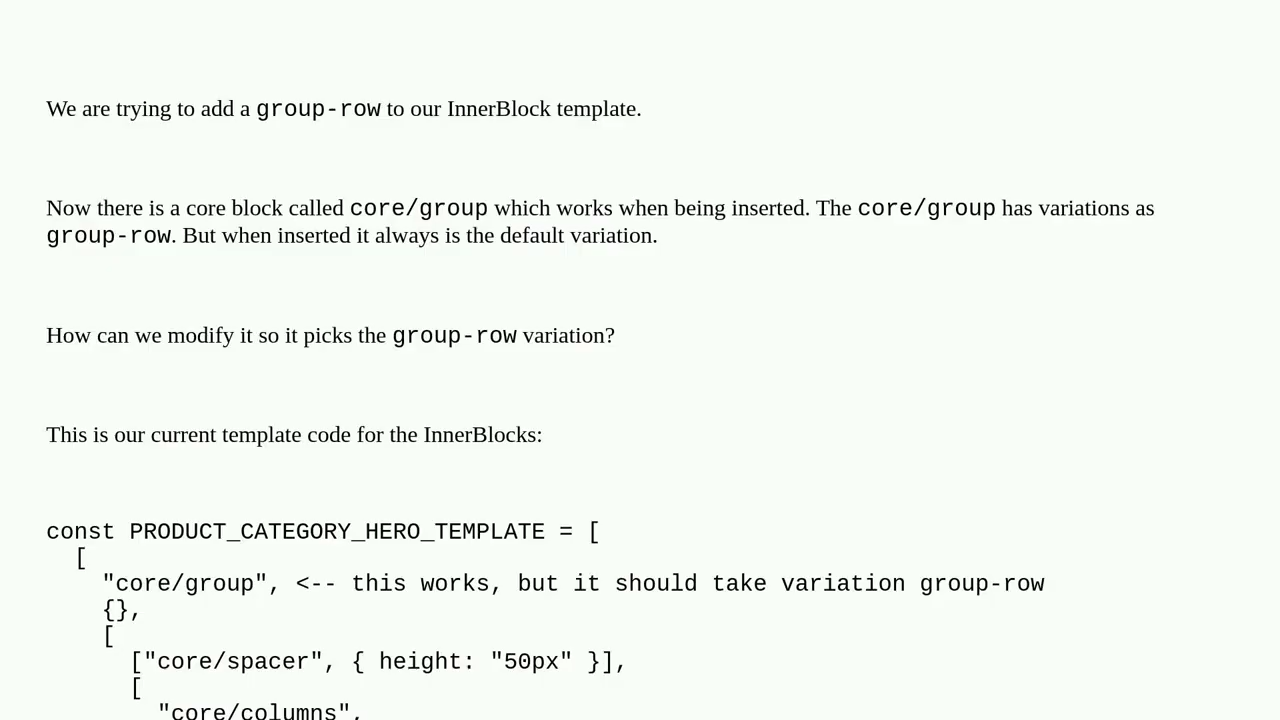 We are trying to add a group-row to our InnerBlock template.
Now there is a core block called core/group which works when being inserted. The core/group has variations as
group-row. But when inserted it always is the default variation.
How can we modify it so it picks the group-row variation?
This is our current template code for the InnerBlocks:
const PRODUCT_CATEGORY_HERO_TEMPLATE = [
  [
    "core/group", <-- this works, but it should take variation group-row
    {},
    [
      ["core/spacer", { height: "50px" }],
      [
        "core/columns",